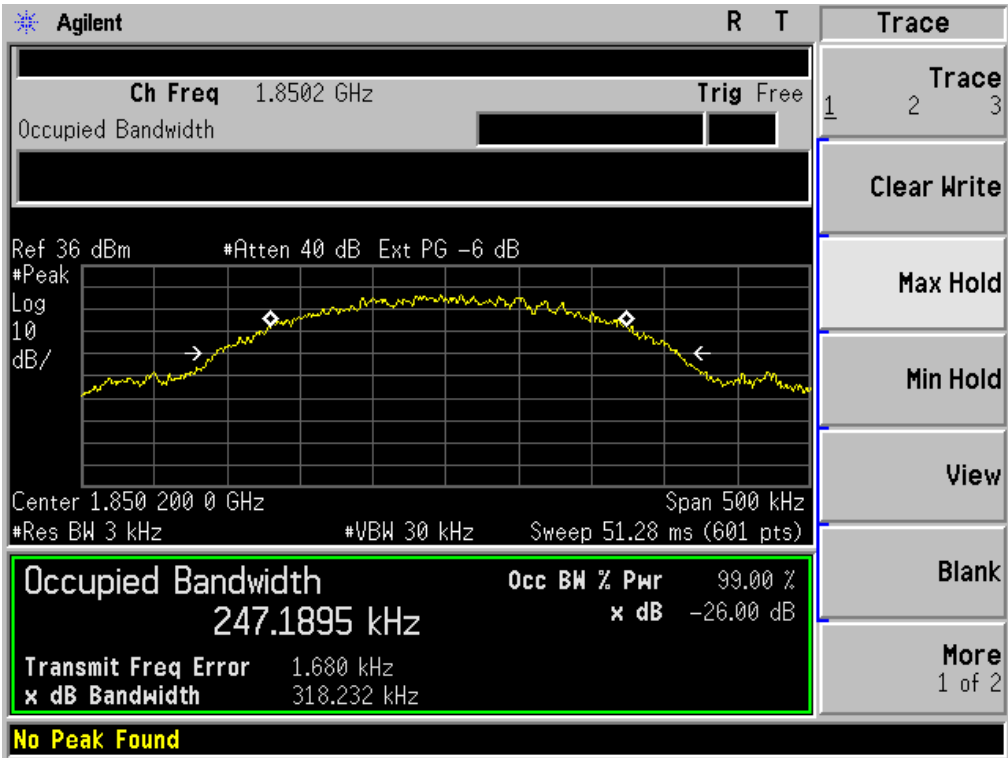 Agilent R T
Ch Freq 1.8502 GHz Trig Free
Occupied Bandwidth
Ref 36 dBm #Atten 40 dB Ext PG -6 dB
#Peak
Log
10
dB/
Center 1.850 200 0 GHz Span 500 kHz
#Res BW 3 kHz #VBW 30 kHz Sweep 51.28 ms (601 pts)
Occupied Bandwidth Occ BW % Pwr 99.00 %
247.1895 kHz x dB -26.00 dB
Transmit Freq Error 1.680 kHz
x dB Bandwidth 318.232 kHz
No Peak Found
Trace
Trace
1 2 3
Clear Write
Max Hold
Min Hold
View
Blank
More
1 of 2